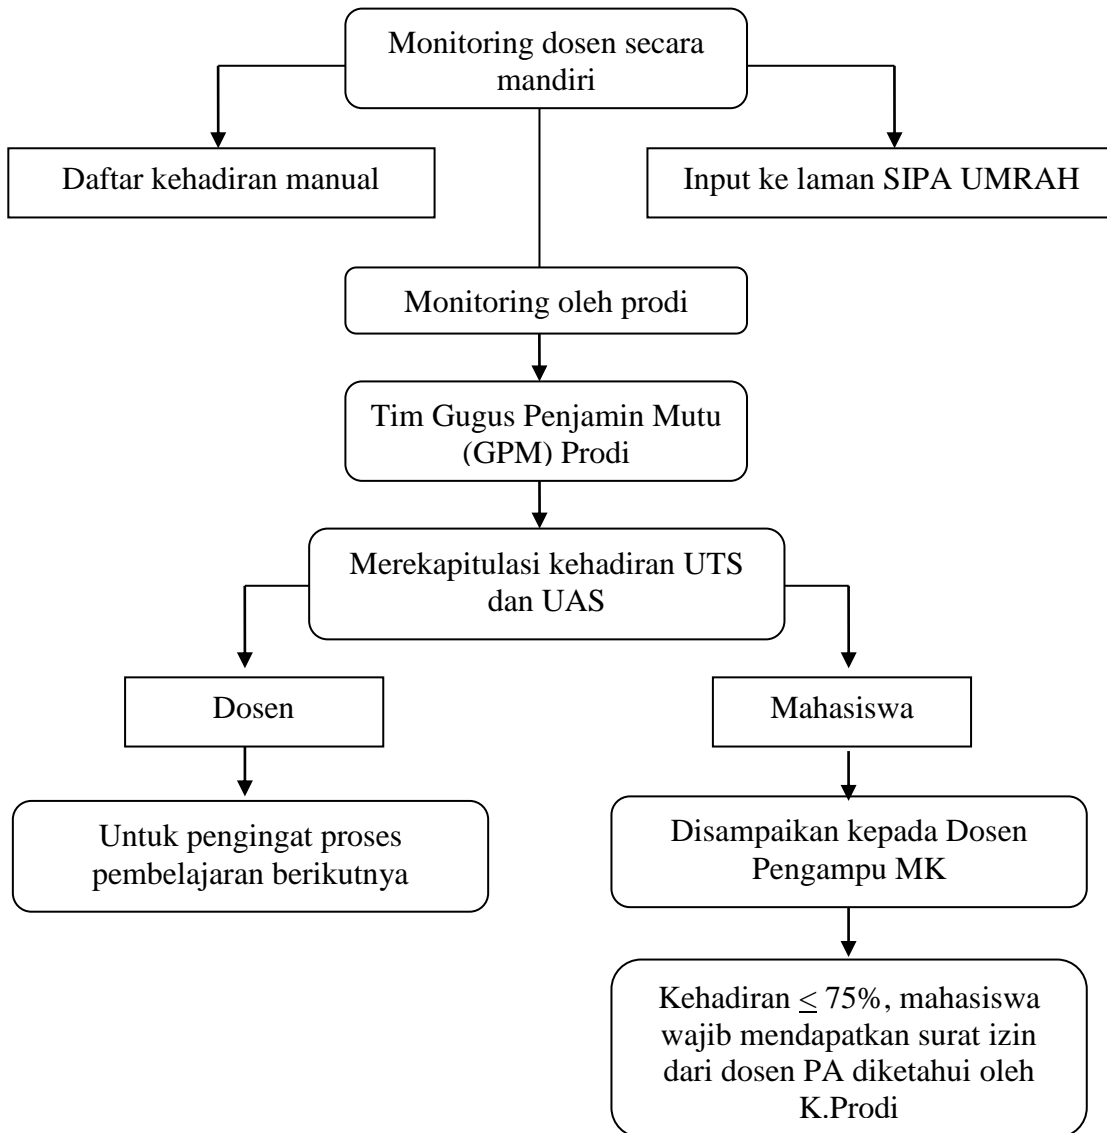 Monitoring dosen secara
mandiri
Daftar kehadiran manual
Input ke laman SIPA UMRAH
Monitoring oleh prodi
Tim Gugus Penjamin Mutu
(GPM) Prodi
Merekapitulasi kehadiran UTS
dan UAS
Dosen
Mahasiswa
Untuk pengingat proses
pembelajaran berikutnya
Disampaikan kepada Dosen
Pengampu MK
Kehadiran ≤ 75%, mahasiswa
wajib mendapatkan surat izin
dari dosen PA diketahui oleh
K.Prodi